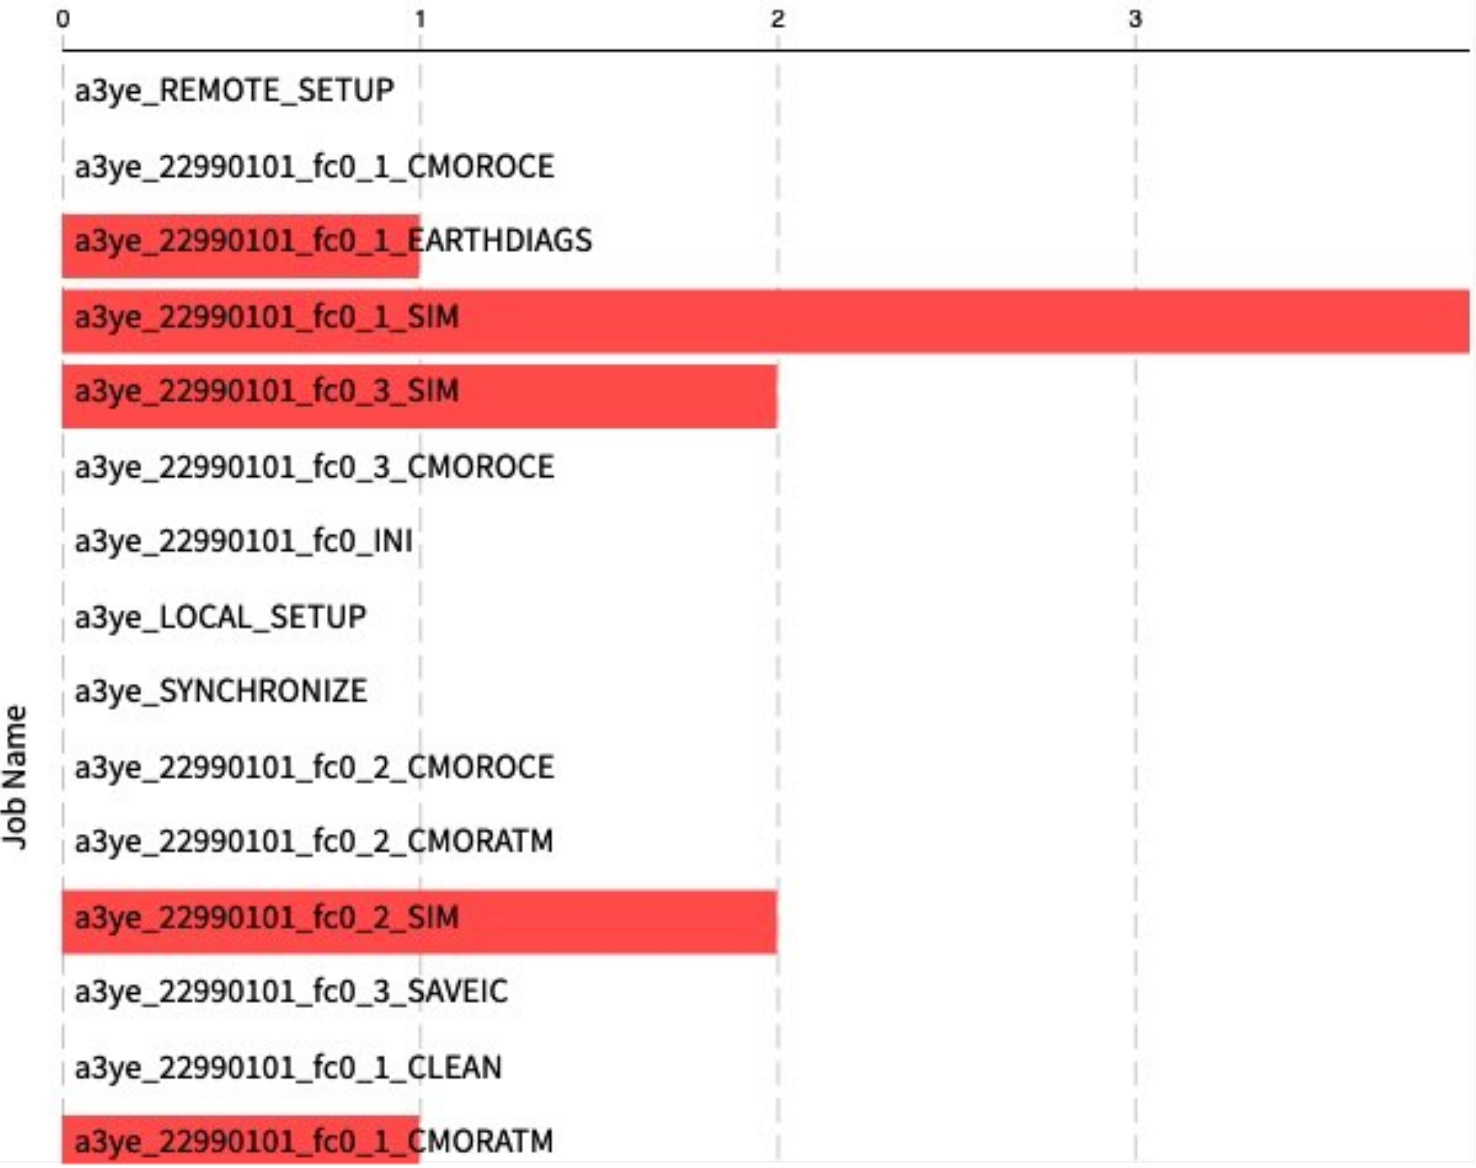 0 1 2 3
a3ye_REMOTE_SETUP
a3ye_22990101_fc0_1_CMOROCE
a3ye_22990101_fc0_1_EARTHDIAGS
a3ye_22990101_fc0_1_SIM
a3ye_22990101_fc0_3_SIM
a3ye_22990101_fc0_3_CMOROCE
a3ye_22990101_fc0_INI
a3ye_LOCAL_SETUP
a3ye_SYNCHRONIZE
a3ye_22990101_fc0_2_CMOROCE
a3ye_22990101_fc0_2_CMORATM
a3ye_22990101_fc0_2_SIM
a3ye_22990101_fc0_3_SAVEIC
a3ye_22990101_fc0_1_CLEAN
a3ye_22990101_fc0_1_CMORATM
Job Name